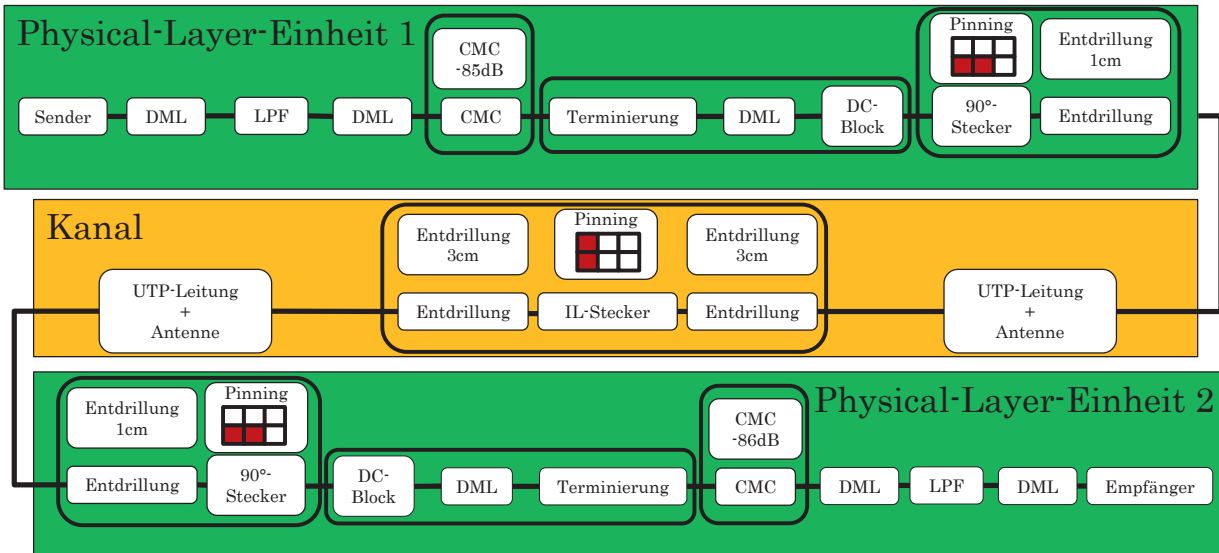 Physical-Layer-Einheit 1
CMC
-85dB
Pinning
Entdrillung
1cm
Sender
DML
LPF
DML
CMC
Terminierung
DML
DC-
Block
90°-
Stecker
Entdrillung
Kanal
Entdrillung
3cm
Pinning
Entdrillung
3cm
UTP-Leitung
+
Antenne
Entdrillung
IL-Stecker
Entdrillung
UTP-Leitung
+
Antenne
Entdrillung
1cm
Pinning
CMC
-86dB
Physical-Layer-Einheit 2
Entdrillung
90°-
Stecker
DC-
Block
DML
Terminierung
CMC
DML
LPF
DML
Empfänger